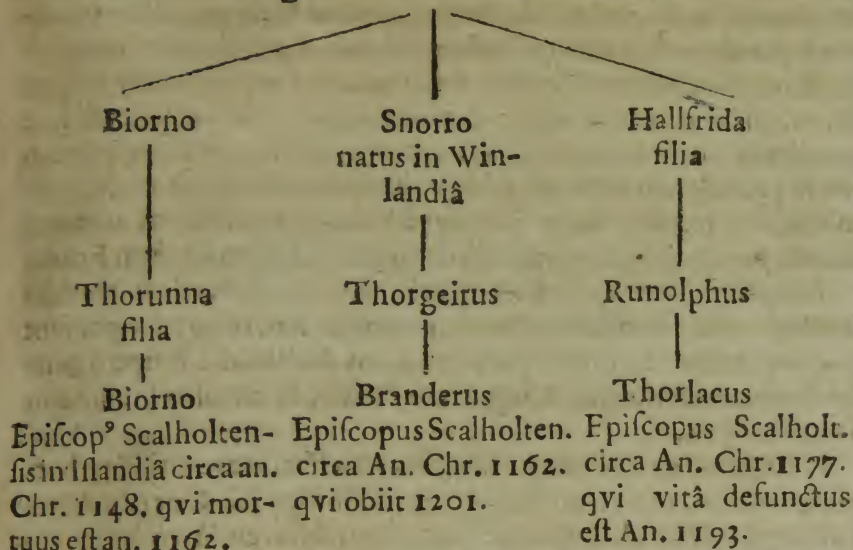 Biorno Snorro Hallfrida
natus in Win- filia
landiâ
Thorunna Thorgeirus Runolphus
filia
Biorno Branderus Thorlacus
Epiſcopꝰ Scalholten- Epiſcopus Scalholten. Epiſcopus Scalholt.
ſis in Iſlandiâ circa an. circa An. Chr. 1162. circa An. Chr. 1177.
Chr. 1148. qvi mor- qvi obiit 1201. qvi vitâ defunctus
tuus eſt an. 1162. eſt An. 1193.